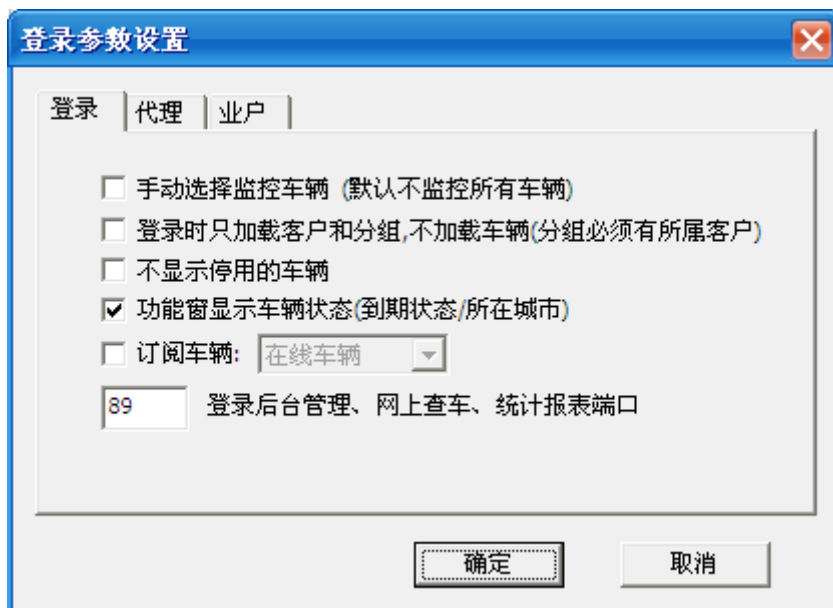 登录参数设置
登录 代理 业户
手动选择监控车辆 (默认不监控所有车辆)
登录时只加载客户和分组,不加载车辆(分组必须有所属客户)
不显示停用的车辆
功能窗显示车辆状态(到期状态/所在城市)
订阅车辆: 在线车辆
89 登录后台管理、网上查车、统计报表端口
确定 取消